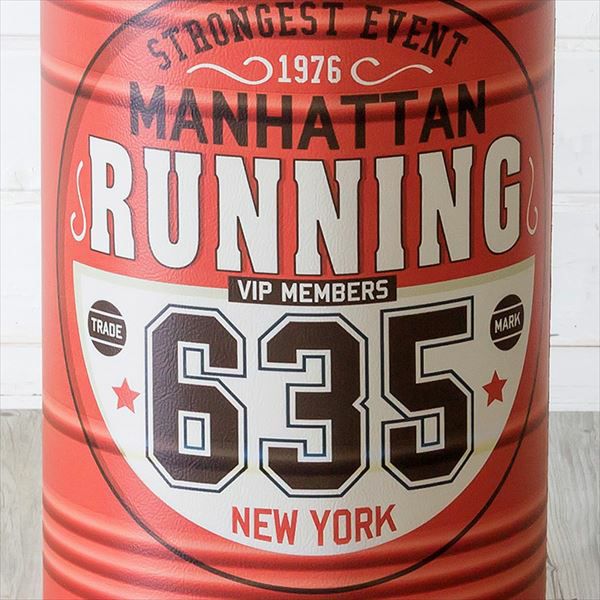 STRONGEST EVENT
1976
MANHATTAN
RUNNING
VIP MEMBERS
TRADE
MARK
635
NEW YORK